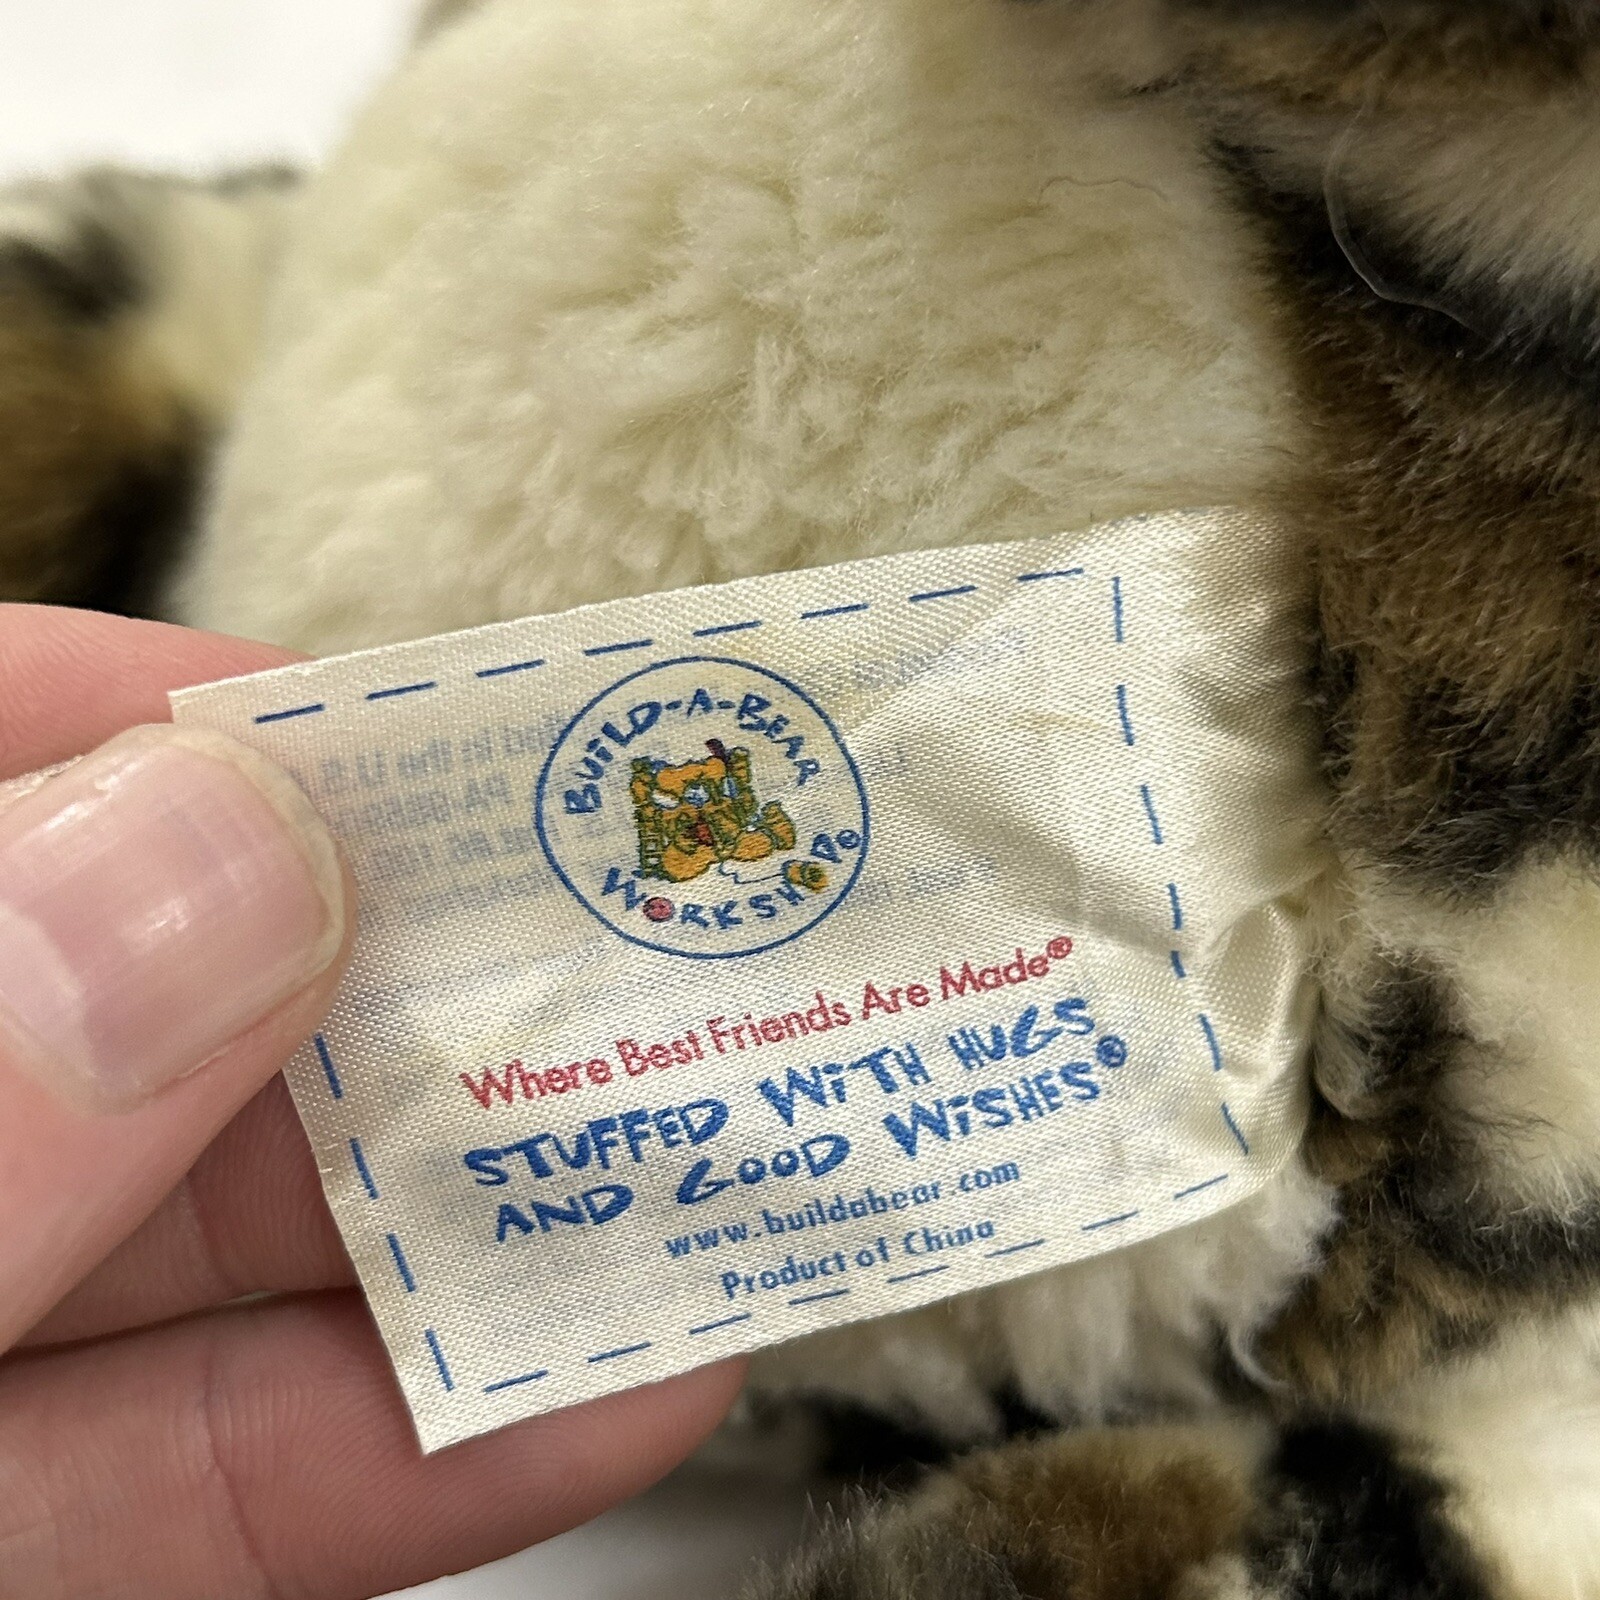 BUILD-A-BEAR
WORKSHOP®
Where Best Friends Are Made®
STUFFED WITH HUGS
AND GOOD WISHES®
www.buildabear.com
Product of China